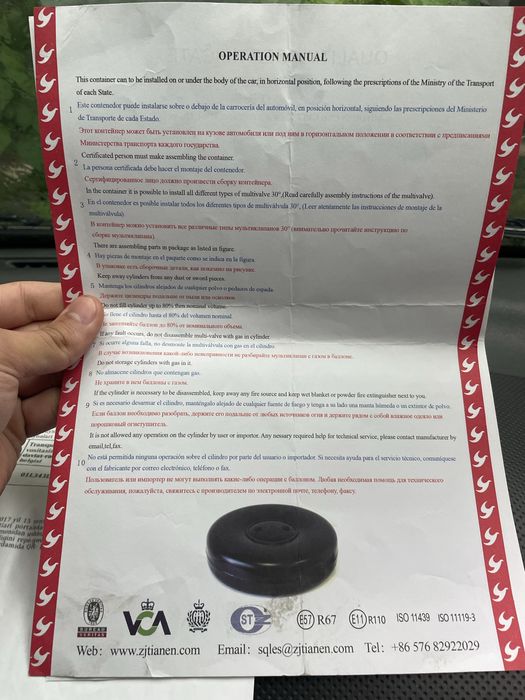 OPERATION MANUAL
This container can to be installed on or under the body of the car, in horizontal position, following the prescriptions of the Ministry of the Transport
of each State.
1 Este contenedor puede instalarse sobre o debajo de la carrocería del automóvil, en posición horizontal, siguiendo las prescripciones del Ministerio
de Transporte de cada Estado.
Этот контейнер может быть установлен на кузове автомобиля или под ним в горизонтальном положении в соответствии с предписаниями
Министерства транспорта каждого государства.
Certificated person must make assembling the container.
2 La persona certificada debe hacer el montaje del contenedor.
Сертифицированное лицо должно произвести сборку контейнера.
In the container it is possible to install all different types of multivalve 30°,(Read carefully assembly instructions of the multivalve).
3 En el contenedor es posible instalar todos los diferentes tipos de multiválvula 30°, (Leer atentamente las instrucciones de montaje de la
multiválvula).
В контейнер можно установить все различные типы мультиклапанов 30° (внимательно прочитайте инструкцию по
сборке мультиклапана).
There are assembling parts in package as listed in figure.
4 Hay piezas de montaje en el paquete como se indica en la figura.
В упаковке есть сборочные детали, как показано на рисунке.
Keep away cylinders from any dust or sword pieces.
5 Mantenga los cilindros alejados de cualquier polvo o pedazos de espada.
Держите цилиндры подальше от пыли или осколков.
Do not fill cylinder up to 80% then nominal volume.
llene el cilindro hasta el 80% del volumen nominal.
заполняйте баллон до 80% от номинального объема.
If any fault occurs, do not disassemble multi-valve with gas in cylinder.
7 Si ocurre alguna falla, no desmonte la multiválvula con gas en el cilindro.
В случае возникновения какой-либо неисправности не разбирайте мультиклапан с газом в баллоне.
Do not storage cylinders with gas in it.
8 No almacene cilindros que contengan gas.
Не храните в нем баллоны с газом.
If the cylinder is necessary to be disassembled, keep away any fire source and keep wet blanket or powder fire extinguisher next to you.
9 Si es necesario desarmar el cilindro, manténgalo alejado de cualquier fuente de fuego y tenga a su lado una manta húmeda o un extintor de polvo.
Если баллон необходимо разобрать, держите его подальше от любых источников огня и держите рядом с собой влажное одеяло или
порошковый огнетушитель.
It is not allowed any operation on the cylinder by user or importor. Any nessary required help for technical service, please contact manufacturer by
email,tel,fax.
10 No está permitida ninguna operación sobre el cilindro por parte del usuario o importador. Si necesita ayuda para el servicio técnico, comuníquese
con el fabricante por correo electrónico, teléfono o fax.
Пользователь или импортер не могут выполнять какие-либо операции с баллоном. Любая необходимая помощь для технического
обслуживания, пожалуйста, свяжитесь с производителем по электронной почте, телефону, факсу.
BUREAU VERITAS VCA ST E57 R67 E11 R110 ISO 11439 ISO 11119-3
Web: www.zjtianen.com Email: sqles@zjtianen.com Tel: +86 576 82922029